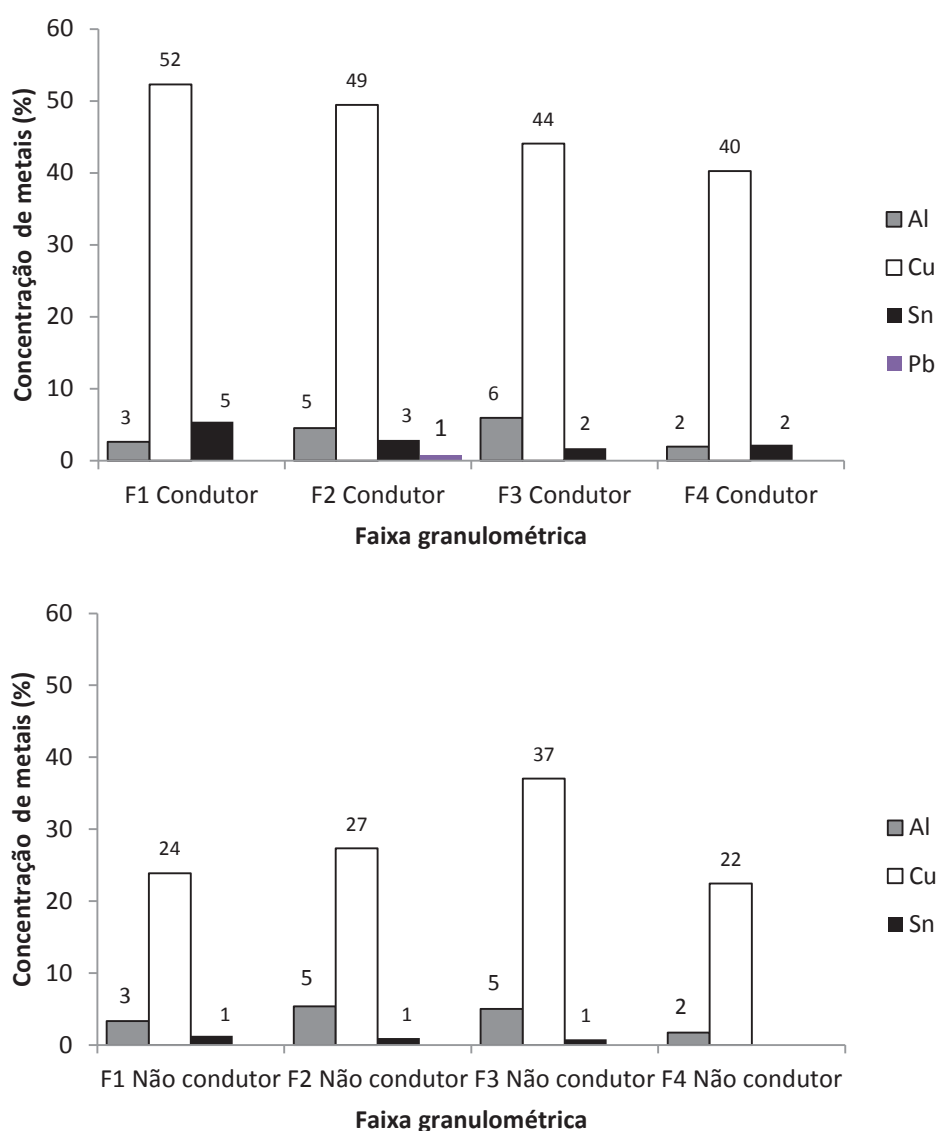 Concentração de metais (%)
60
50
40
30
20
10
0
52
49
44
40
3
5
5
3
1
6
2
2
2
F1 Condutor F2 Condutor F3 Condutor F4 Condutor
Faixa granulométrica
Al
Cu
Sn
Pb
Concentração de metais (%)
60
50
40
30
20
10
0
24
27
37
22
3
1
5
1
5
1
2
F1 Não condutor F2 Não condutor F3 Não condutor F4 Não condutor
Faixa granulométrica
Al
Cu
Sn